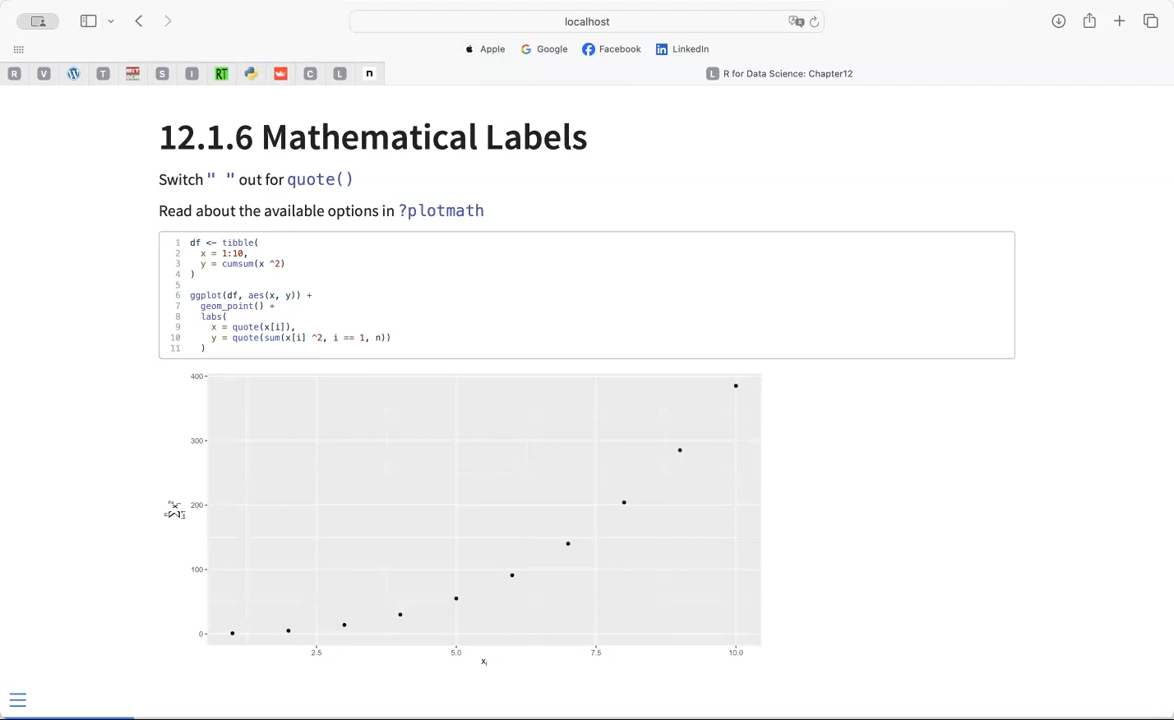 localhost
Apple Google Facebook LinkedIn
R V T MIT S I RT C L n L R for Data Science: Chapter12
12.1.6 Mathematical Labels
Switch " " out for quote()
Read about the available options in ?plotmath
1 df <- tibble(
2 x = 1:10,
3 y = cumsum(x ^2)
4 )
5
6 ggplot(df, aes(x, y)) +
7 geom_point() +
8 labs(
9 x = quote(x[i]),
10 y = quote(sum(x[i] ^2, i == 1, n))
11 )
400
300
200
100
0
2.5 5.0 7.5 10.0
xi